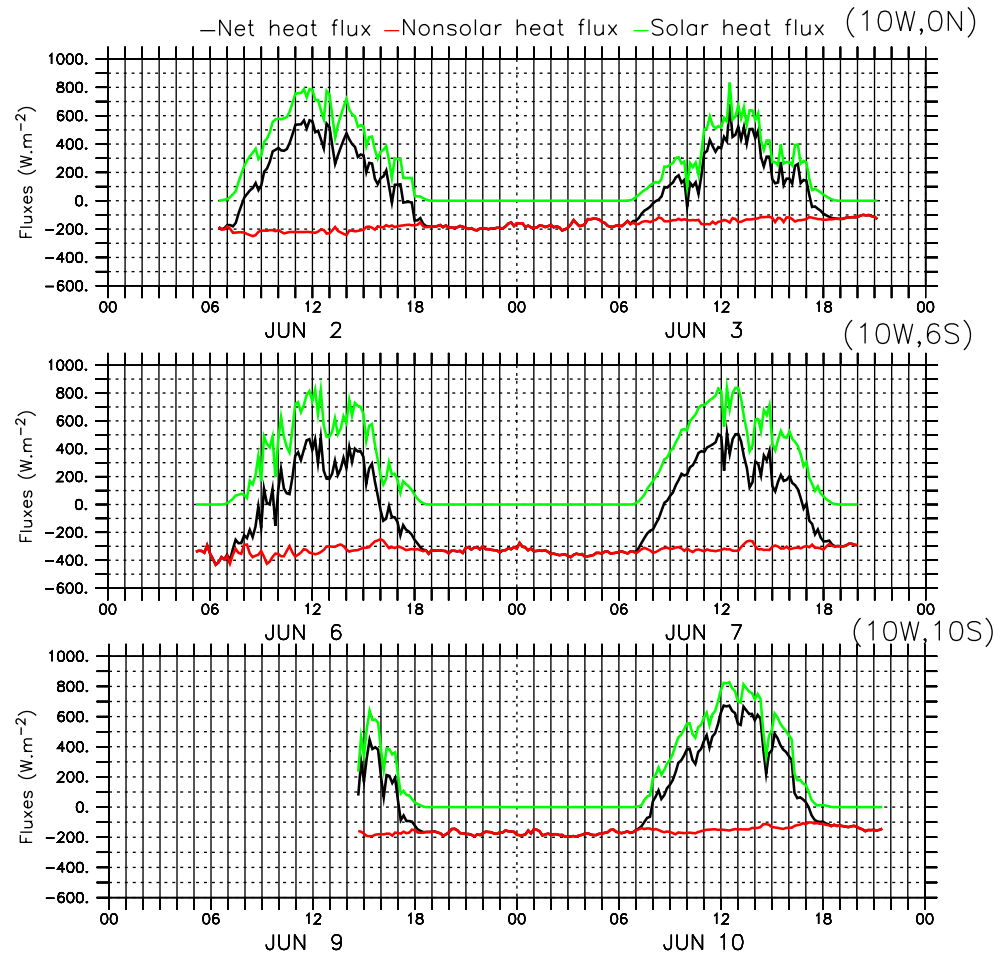 Net heat flux Nonsolar heat flux Solar heat flux (10W,0N)
1000.
800.
600.
400.
200.
0.
-200.
-400.
-600.
Fluxes (W.m-2)
00 06 12 18 00 06 12 18 00
JUN 2 JUN 3
(10W,6S)
1000.
800.
600.
400.
200.
0.
-200.
-400.
-600.
Fluxes (W.m-2)
00 06 12 18 00 06 12 18 00
JUN 6 JUN 7
(10W,10S)
1000.
800.
600.
400.
200.
0.
-200.
-400.
-600.
Fluxes (W.m-2)
00 06 12 18 00 06 12 18 00
JUN 9 JUN 10